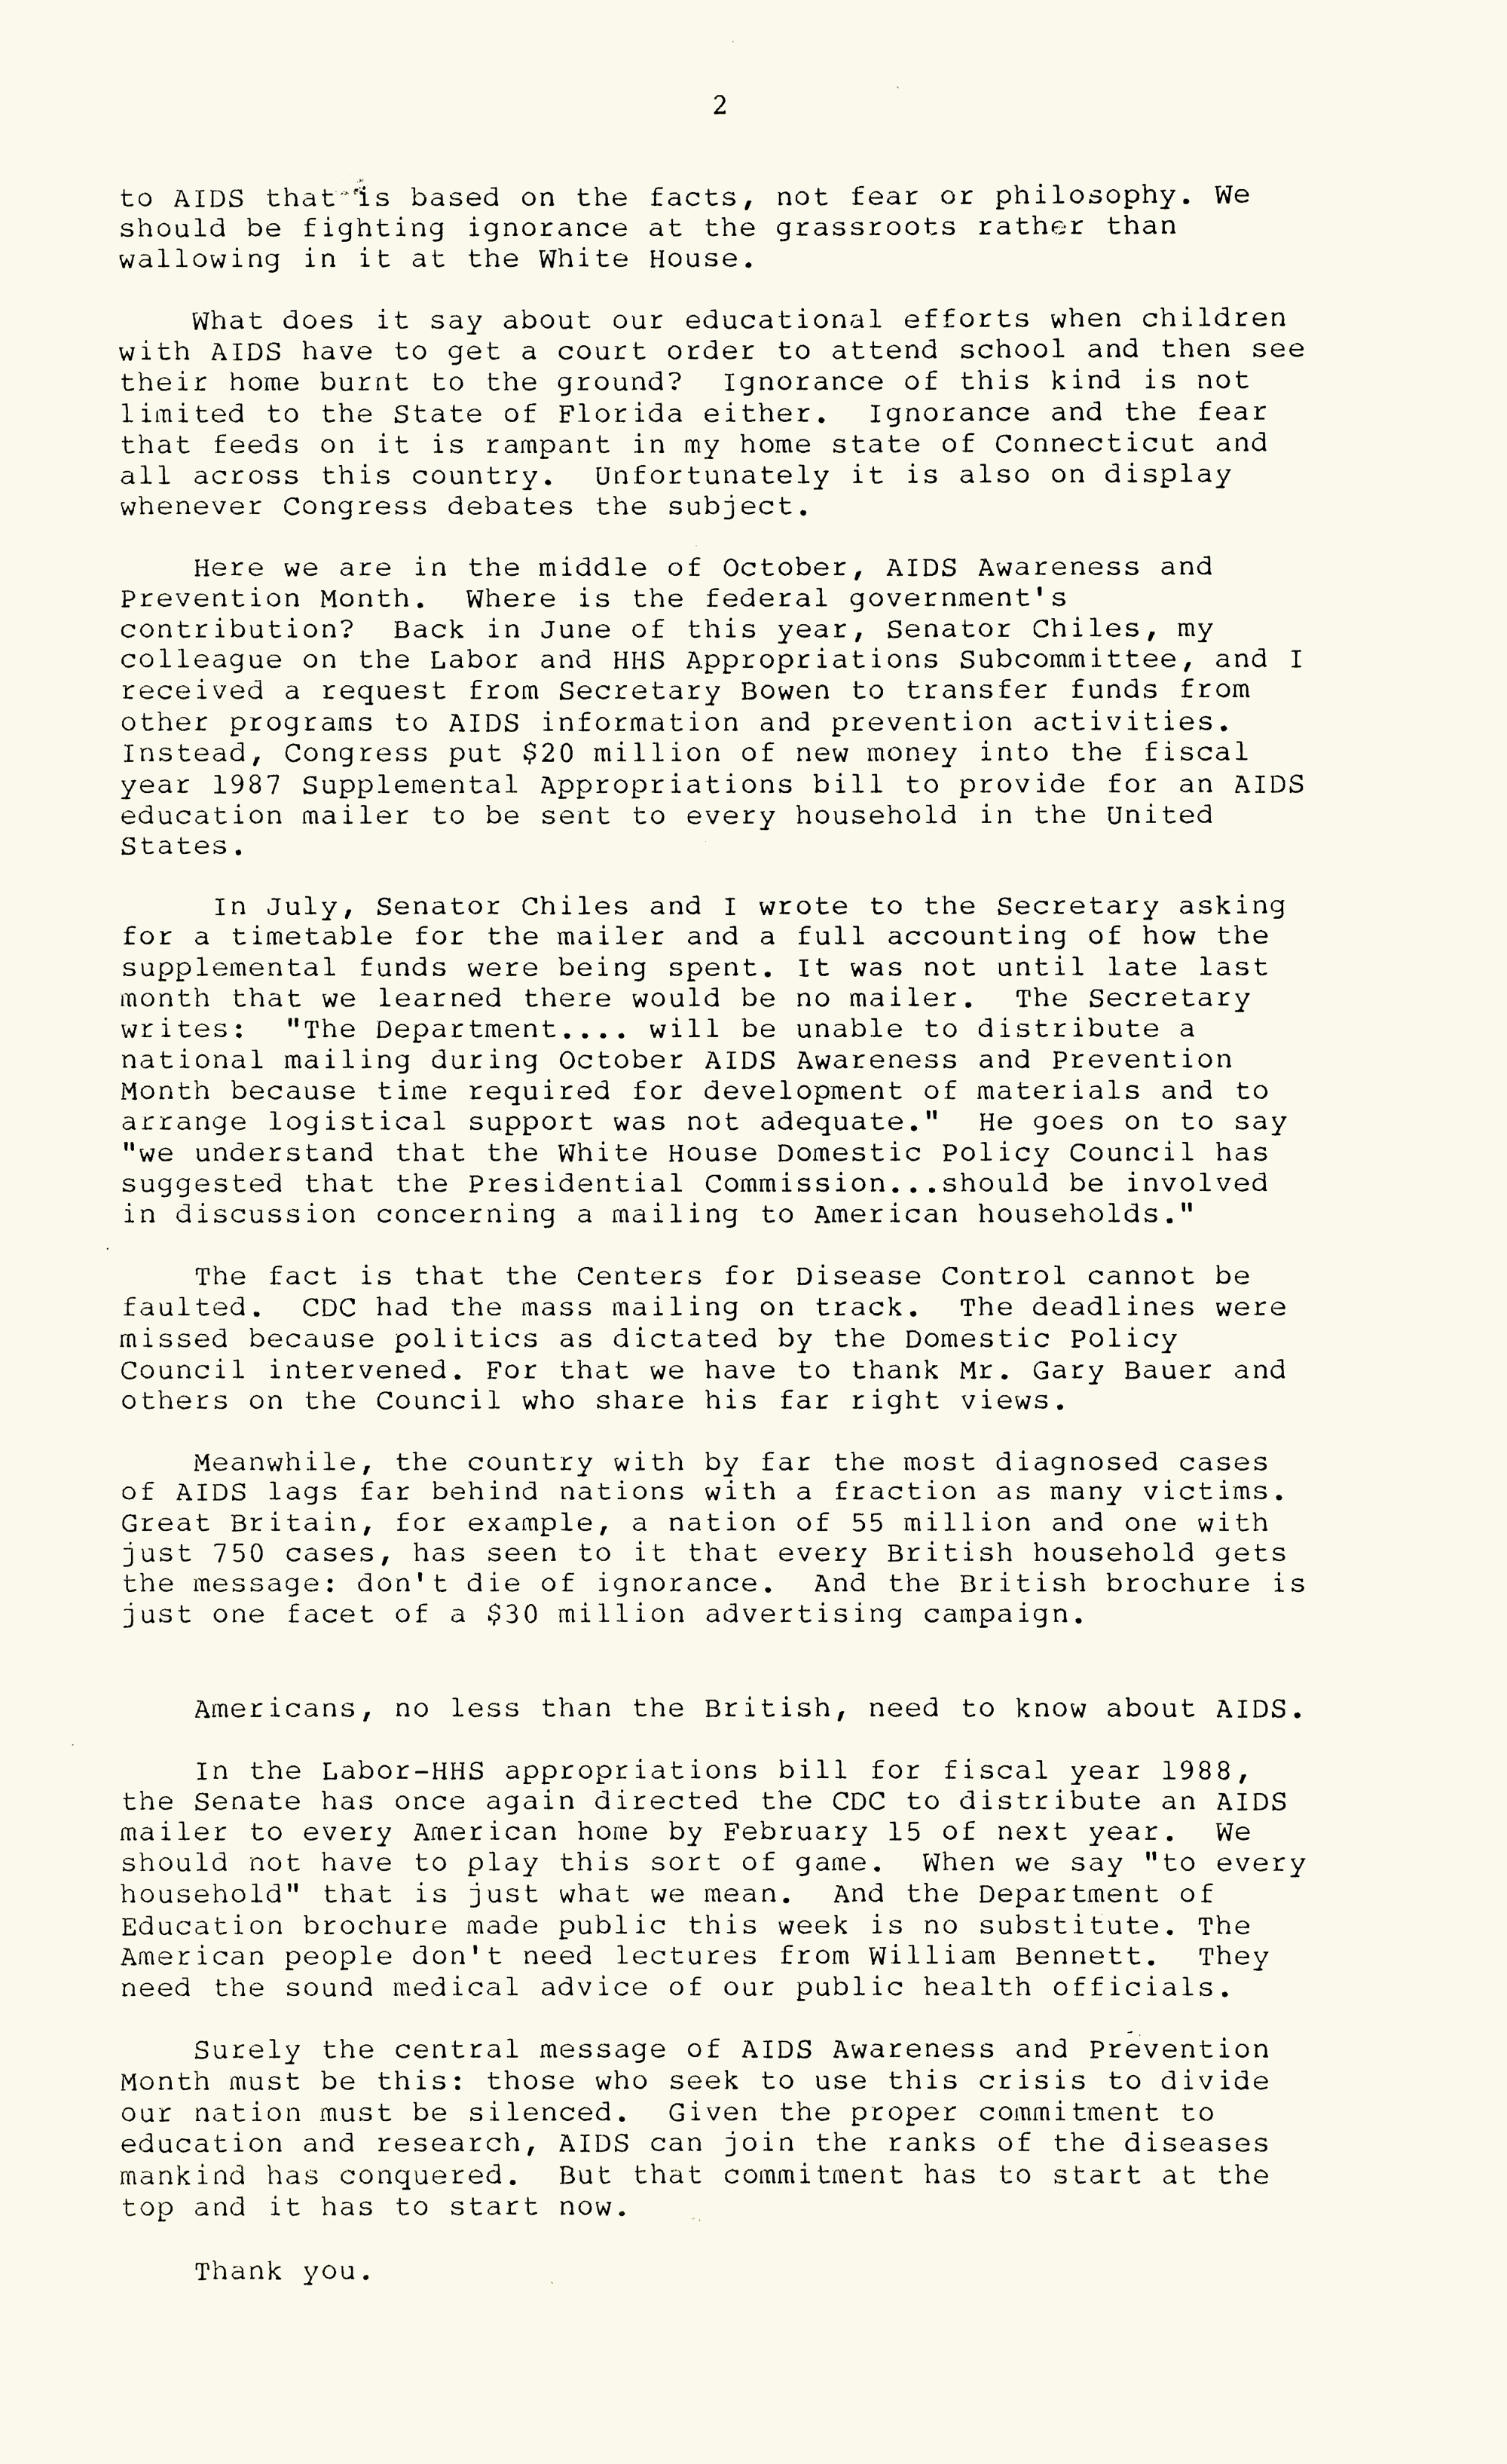 2
to AIDS that is based on the facts, not fear or philosophy. We
should be fighting ignorance at the grassroots rather than
wallowing in it at the White House.
What does it say about our educational efforts when children
with AIDS have to get a court order to attend school and then see
their home burnt to the ground? Ignorance of this kind is not
limited to the State of Florida either. Ignorance and the fear
that feeds on it is rampant in my home state of Connecticut and
all across this country. Unfortunately it is also on display
whenever Congress debates the subject.
Here we are in the middle of October, AIDS Awareness and
Prevention Month. Where is the federal government's
contribution? Back in June of this year, Senator Chiles, my
colleague on the Labor and HHS Appropriations Subcommittee, and I
received a request from Secretary Bowen to transfer funds from
other programs to AIDS information and prevention activities.
Instead, Congress put $20 million of new money into the fiscal
year 1987 Supplemental Appropriations bill to provide for an AIDS
education mailer to be sent to every household in the United
States.
In July, Senator Chiles and I wrote to the Secretary asking
for a timetable for the mailer and a full accounting of how the
supplemental funds were being spent. It was not until late last
month that we learned there would be no mailer. The Secretary
writes: "The Department.... will be unable to distribute a
national mailing during October AIDS Awareness and Prevention
Month because time required for development of materials and to
arrange logistical support was not adequate." He goes on to say
"we understand that the White House Domestic Policy Council has
suggested that the Presidential Commission...should be involved
in discussion concerning a mailing to American households."
The fact is that the Centers for Disease Control cannot be
faulted. CDC had the mass mailing on track. The deadlines were
missed because politics as dictated by the Domestic Policy
Council intervened. For that we have to thank Mr. Gary Bauer and
others on the Council who share his far right views.
Meanwhile, the country with by far the most diagnosed cases
of AIDS lags far behind nations with a fraction as many victims.
Great Britain, for example, a nation of 55 million and one with
just 750 cases, has seen to it that every British household gets
the message: don't die of ignorance. And the British brochure is
just one facet of a $30 million advertising campaign.
Americans, no less than the British, need to know about AIDS.
In the Labor-HHS appropriations bill for fiscal year 1988,
the Senate has once again directed the CDC to distribute an AIDS
mailer to every American home by February 15 of next year. We
should not have to play this sort of game. When we say "to every
household" that is just what we mean. And the Department of
Education brochure made public this week is no substitute. The
American people don't need lectures from William Bennett. They
need the sound medical advice of our public health officials.
Surely the central message of AIDS Awareness and Prevention
Month must be this: those who seek to use this crisis to divide
our nation must be silenced. Given the proper commitment to
education and research, AIDS can join the ranks of the diseases
mankind has conquered. But that commitment has to start at the
top and it has to start now.
Thank you.